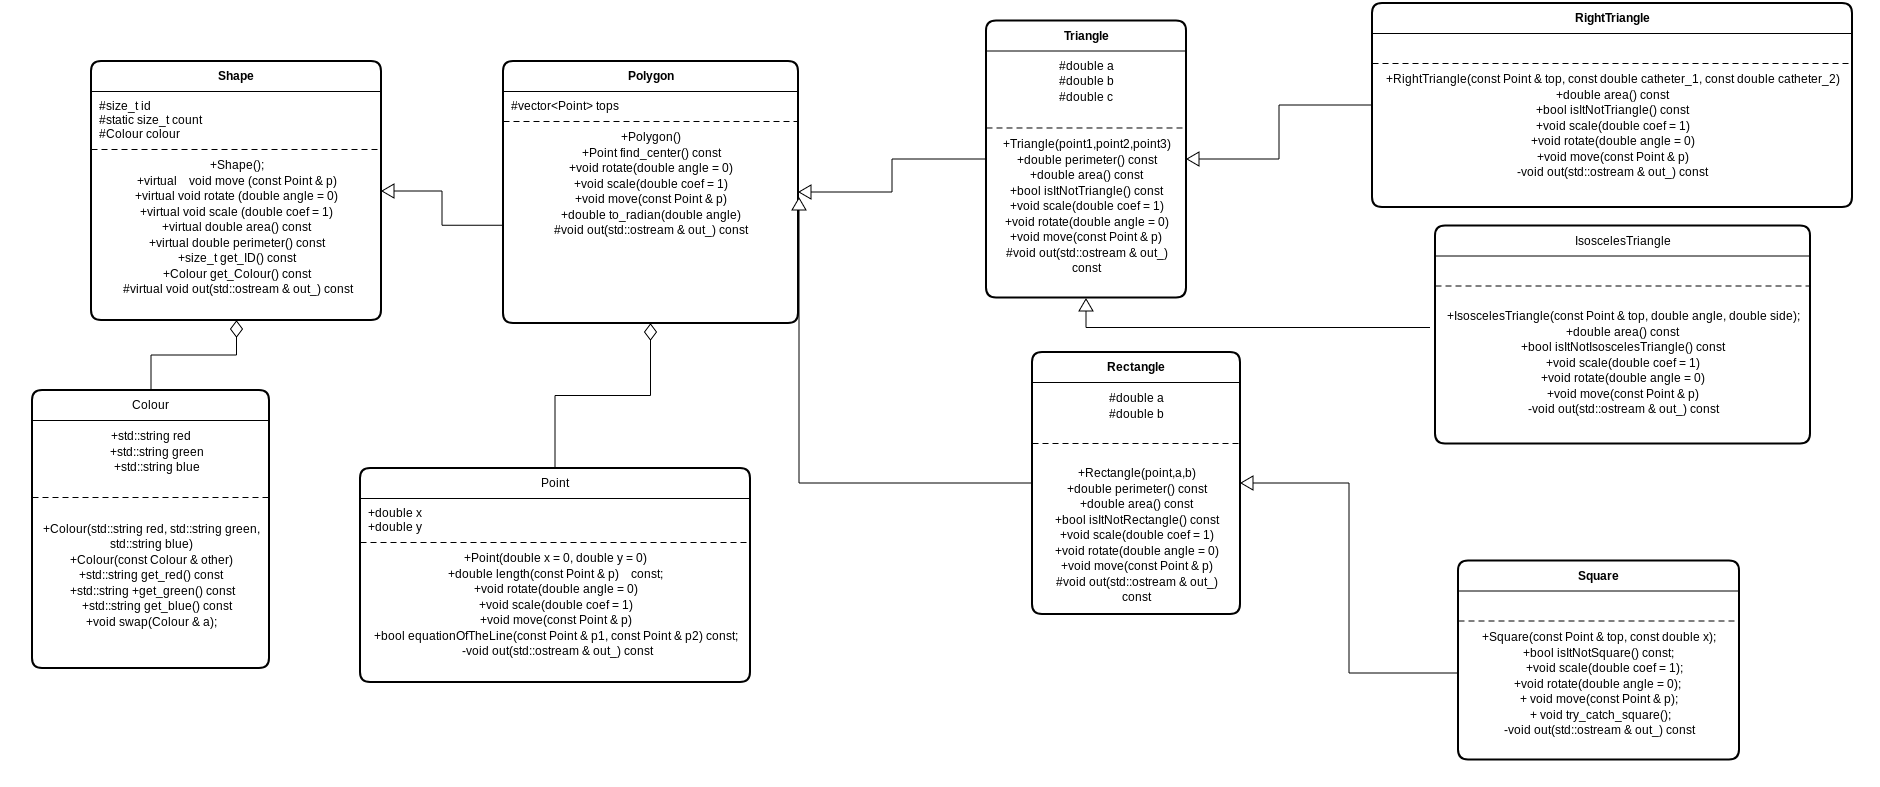 Shape
#size_t id
#static size_t count
#Colour colour
+Shape();
+virtual void move (const Point & p)
+virtual void rotate (double angle = 0)
+virtual void scale (double coef = 1)
+virtual double area() const
+virtual double perimeter() const
+size_t get_ID() const
+Colour get_Colour() const
#virtual void out(std::ostream & out_) const
Polygon
#vector<Point> tops
+Polygon()
+Point find_center() const
+void rotate(double angle = 0)
+void scale(double coef = 1)
+void move(const Point & p)
+double to_radian(double angle)
#void out(std::ostream & out_) const
Triangle
#double a
#double b
#double c
+Triangle(point1,point2,point3)
+double perimeter() const
+double area() const
+bool isItNotTriangle() const
+void scale(double coef = 1)
+void rotate(double angle = 0)
+void move(const Point & p)
#void out(std::ostream & out_)
const
RightTriangle
+RightTriangle(const Point & top, const double catheter_1, const double catheter_2)
+double area() const
+bool isItNotTriangle() const
+void scale(double coef = 1)
+void rotate(double angle = 0)
+void move(const Point & p)
-void out(std::ostream & out_) const
IsoscelesTriangle
+IsoscelesTriangle(const Point & top, double angle, double side);
+double area() const
+bool isItNotIsoscelesTriangle() const
+void scale(double coef = 1)
+void rotate(double angle = 0)
+void move(const Point & p)
-void out(std::ostream & out_) const
Colour
+std::string red
+std::string green
+std::string blue
+Colour(std::string red, std::string green,
std::string blue)
+Colour(const Colour & other)
+std::string get_red() const
+std::string +get_green() const
+std::string get_blue() const
+void swap(Colour & a);
Point
+double x
+double y
+Point(double x = 0, double y = 0)
+double length(const Point & p) const;
+void rotate(double angle = 0)
+void scale(double coef = 1)
+void move(const Point & p)
+bool equationOfTheLine(const Point & p1, const Point & p2) const;
-void out(std::ostream & out_) const
Rectangle
#double a
#double b
+Rectangle(point,a,b)
+double perimeter() const
+double area() const
+bool isItNotRectangle() const
+void scale(double coef = 1)
+void rotate(double angle = 0)
+void move(const Point & p)
#void out(std::ostream & out_)
const
Square
+Square(const Point & top, const double x);
+bool isItNotSquare() const;
+void scale(double coef = 1);
+void rotate(double angle = 0);
+ void move(const Point & p);
+ void try_catch_square();
-void out(std::ostream & out_) const